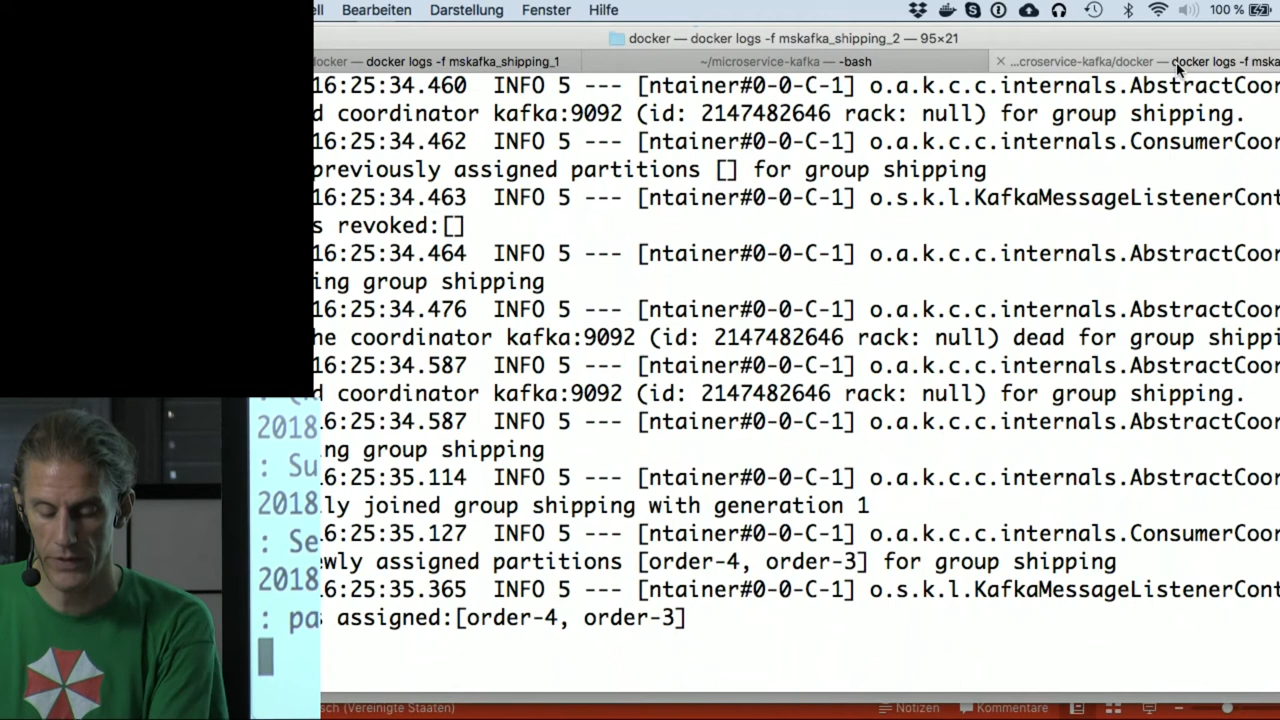 ell Bearbeiten Darstellung Fenster Hilfe 100 %
docker — docker logs -f mskafka_shipping_2 — 95×21
docker — docker logs -f mskafka_shipping_1 ~/microservice-kafka — -bash ...croservice-kafka/docker — docker logs -f mska
16:25:34.460 INFO 5 --- [ntainer#0-0-C-1] o.a.k.c.c.internals.AbstractCoor
d coordinator kafka:9092 (id: 2147482646 rack: null) for group shipping.
16:25:34.462 INFO 5 --- [ntainer#0-0-C-1] o.a.k.c.c.internals.ConsumerCoor
previously assigned partitions [] for group shipping
16:25:34.463 INFO 5 --- [ntainer#0-0-C-1] o.s.k.l.KafkaMessageListenerCont
s revoked:[]
16:25:34.464 INFO 5 --- [ntainer#0-0-C-1] o.a.k.c.c.internals.AbstractCoor
ing group shipping
16:25:34.476 INFO 5 --- [ntainer#0-0-C-1] o.a.k.c.c.internals.AbstractCoor
he coordinator kafka:9092 (id: 2147482646 rack: null) dead for group shippi
16:25:34.587 INFO 5 --- [ntainer#0-0-C-1] o.a.k.c.c.internals.AbstractCoor
d coordinator kafka:9092 (id: 2147482646 rack: null) for group shipping.
6:25:34.587 INFO 5 --- [ntainer#0-0-C-1] o.a.k.c.c.internals.AbstractCoor
ng group shipping
6:25:35.114 INFO 5 --- [ntainer#0-0-C-1] o.a.k.c.c.internals.AbstractCoor
ly joined group shipping with generation 1
6:25:35.127 INFO 5 --- [ntainer#0-0-C-1] o.a.k.c.c.internals.ConsumerCoor
wly assigned partitions [order-4, order-3] for group shipping
6:25:35.365 INFO 5 --- [ntainer#0-0-C-1] o.s.k.l.KafkaMessageListenerCont
s assigned:[order-4, order-3]
2018
: Su
2018
: Se
2018
: pa
sch (Vereinigte Staaten) Notizen Kommentare